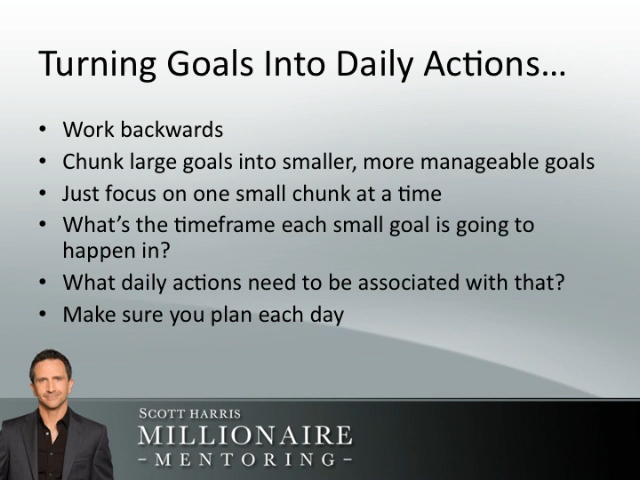 Turning Goals Into Daily Actions...
• Work backwards
• Chunk large goals into smaller, more manageable goals
• Just focus on one small chunk at a time
• What's the timeframe each small goal is going to
happen in?
• What daily actions need to be associated with that?
• Make sure you plan each day
SCOTT HARRIS
MILLIONAIRE
– MENTORING –